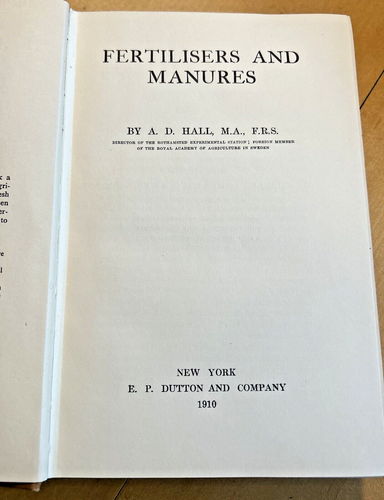 FERTILISERS AND
MANURES
BY A. D. HALL, M.A., F.R.S.
DIRECTOR OF THE ROTHAMSTED EXPERIMENTAL STATION; FOREIGN MEMBER
OF THE ROYAL ACADEMY OF AGRICULTURE IN SWEDEN
NEW YORK
E. P. DUTTON AND COMPANY
1910